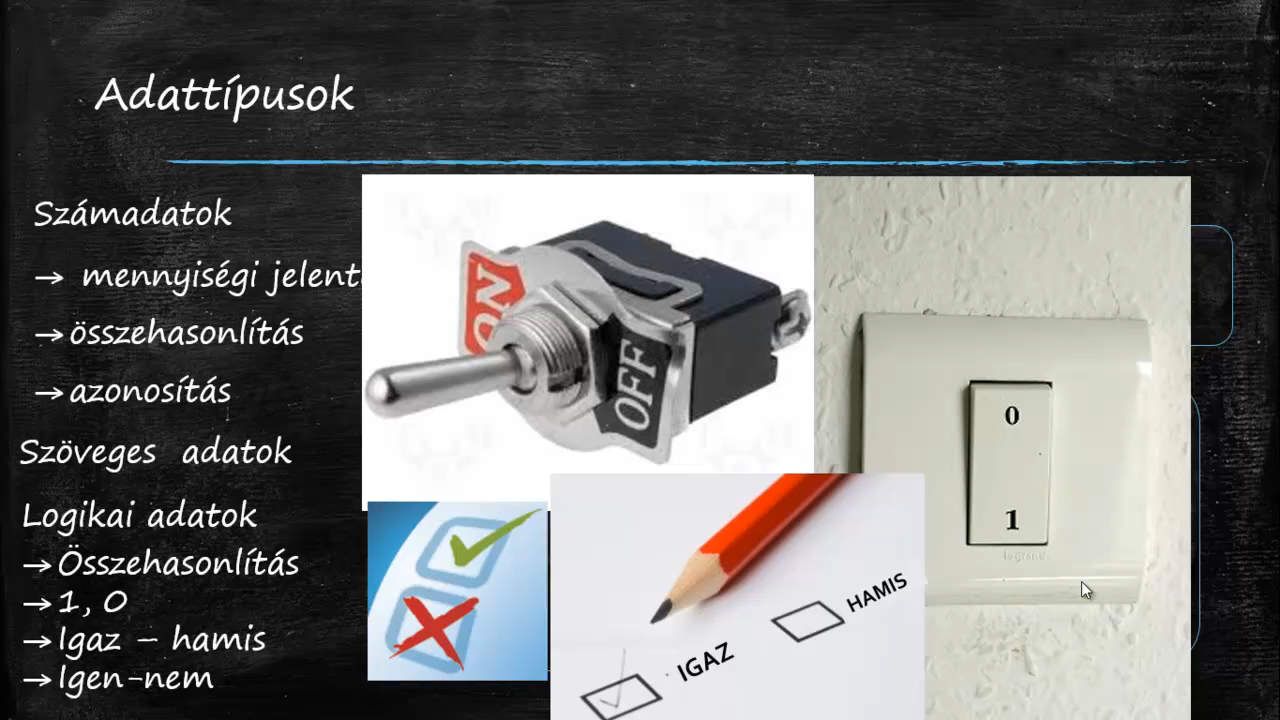 Adattípusok
Számadatok
→ mennyiségi jelent
→ összehasonlítás
→ azonosítás
Szöveges adatok
Logikai adatok
→ Összehasonlítás
→ 1, 0
→ Igaz – hamis
→ Igen-nem
ON
OFF
0
1
legrand
IGAZ
HAMIS